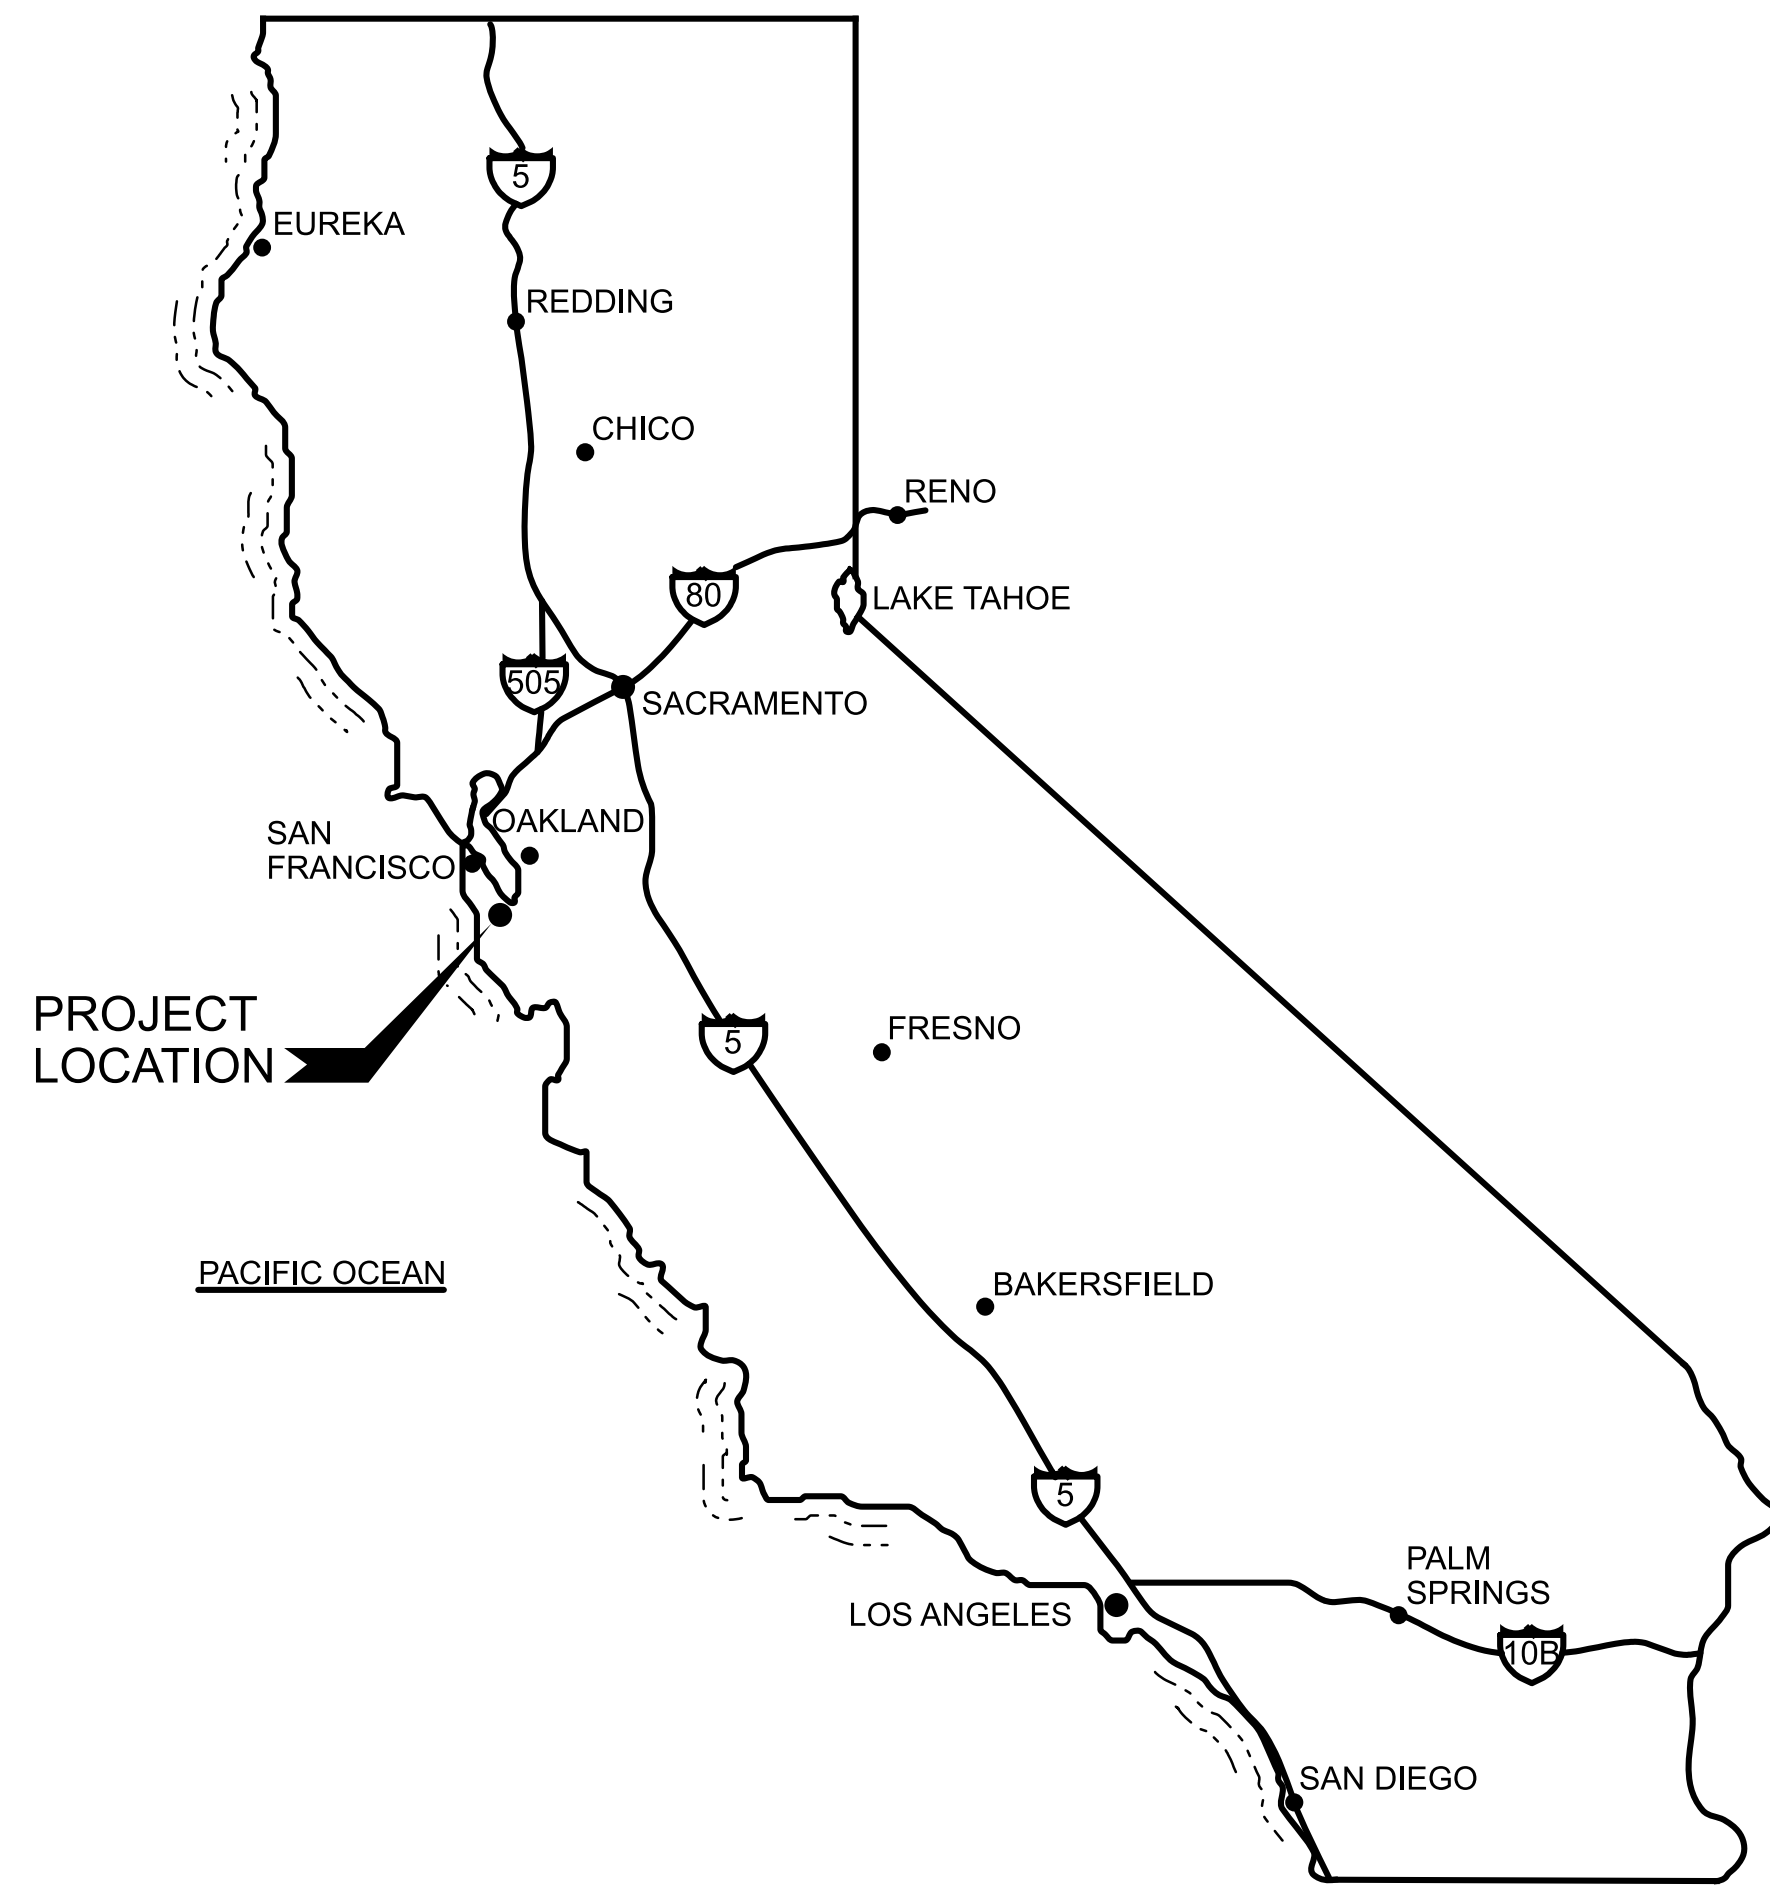 5
EUREKA
REDDING
CHICO
RENO
80
LAKE TAHOE
505
SACRAMENTO
OAKLAND
SAN
FRANCISCO
PROJECT
LOCATION
5
FRESNO
PACIFIC OCEAN
BAKERSFIELD
5
PALM
SPRINGS
LOS ANGELES
10B
SAN DIEGO